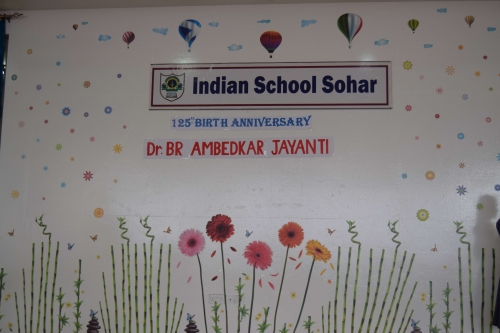 Indian School Sohar
125th BIRTH ANNIVERSARY
Dr. BR AMBEDKAR JAYANTI